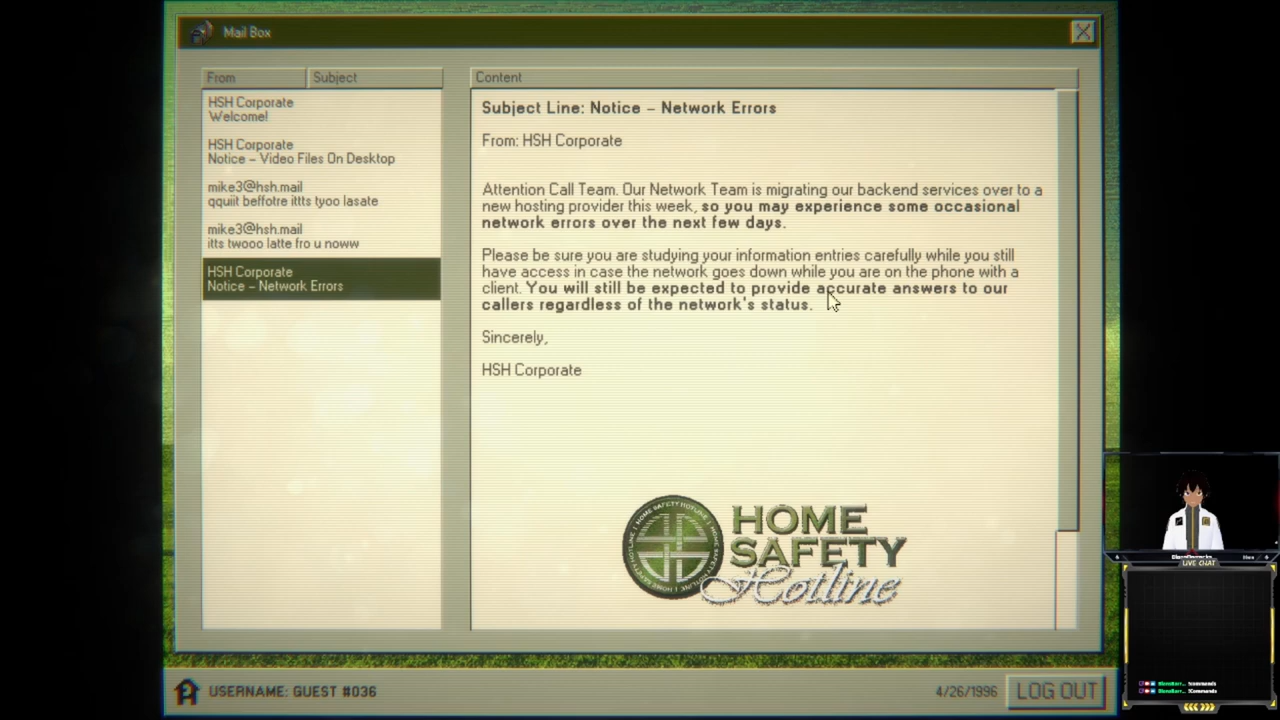 Mail Box
From
Subject
Content
HSH Corporate
Welcome!
HSH Corporate
Notice – Video Files On Desktop
mike3@hsh.mail
qquiit beffotre ittts tyoo lasate
mike3@hsh.mail
itts twooo latte fro u noww
HSH Corporate
Notice – Network Errors
Subject Line: Notice – Network Errors
From: HSH Corporate
Attention Call Team. Our Network Team is migrating our backend services over to a
new hosting provider this week, so you may experience some occasional
network errors over the next few days.
Please be sure you are studying your information entries carefully while you still
have access in case the network goes down while you are on the phone with a
client. You will still be expected to provide accurate answers to our
callers regardless of the network's status.
Sincerely,
HSH Corporate
HOME
SAFETY
Hotline
USERNAME: GUEST #036
4/26/1996
LOG OUT
LIVE CHAT